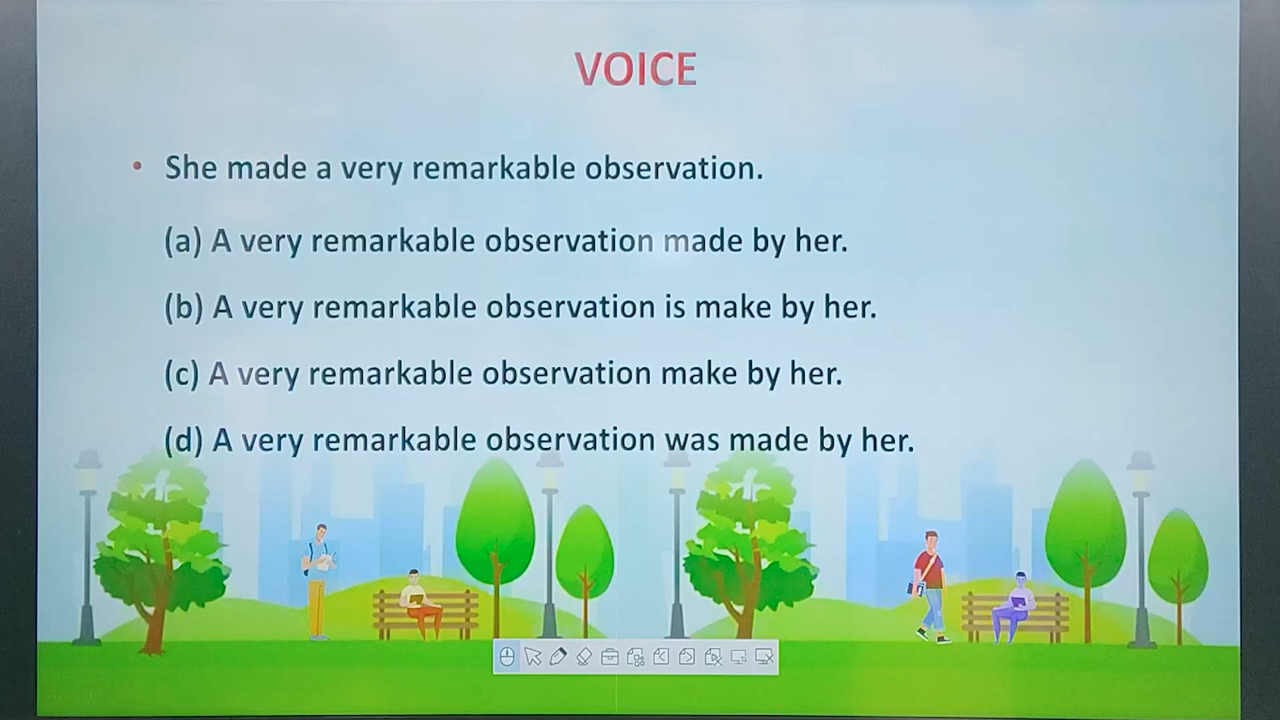 VOICE
• She made a very remarkable observation.
(a) A very remarkable observation made by her.
(b) A very remarkable observation is make by her.
(c) A very remarkable observation make by her.
(d) A very remarkable observation was made by her.